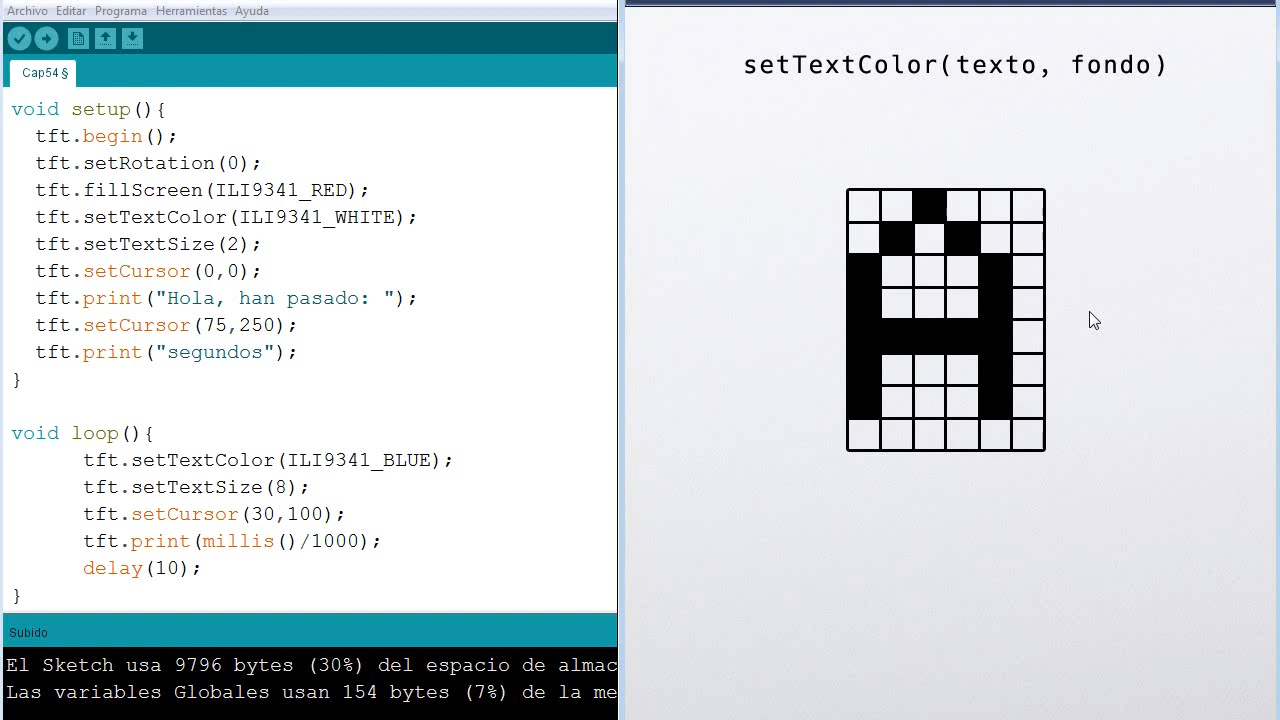 Archivo Editar Programa Herramientas Ayuda
Cap54 §
void setup(){
tft.begin();
tft.setRotation(0);
tft.fillScreen(ILI9341_RED);
tft.setTextColor(ILI9341_WHITE);
tft.setTextSize(2);
tft.setCursor(0,0);
tft.print("Hola, han pasado: ");
tft.setCursor(75,250);
tft.print("segundos");
}
void loop(){
tft.setTextColor(ILI9341_BLUE);
tft.setTextSize(8);
tft.setCursor(30,100);
tft.print(millis()/1000);
delay(10);
}
Subido
El Sketch usa 9796 bytes (30%) del espacio de almac
Las variables Globales usan 154 bytes (7%) de la me
setTextColor(texto, fondo)